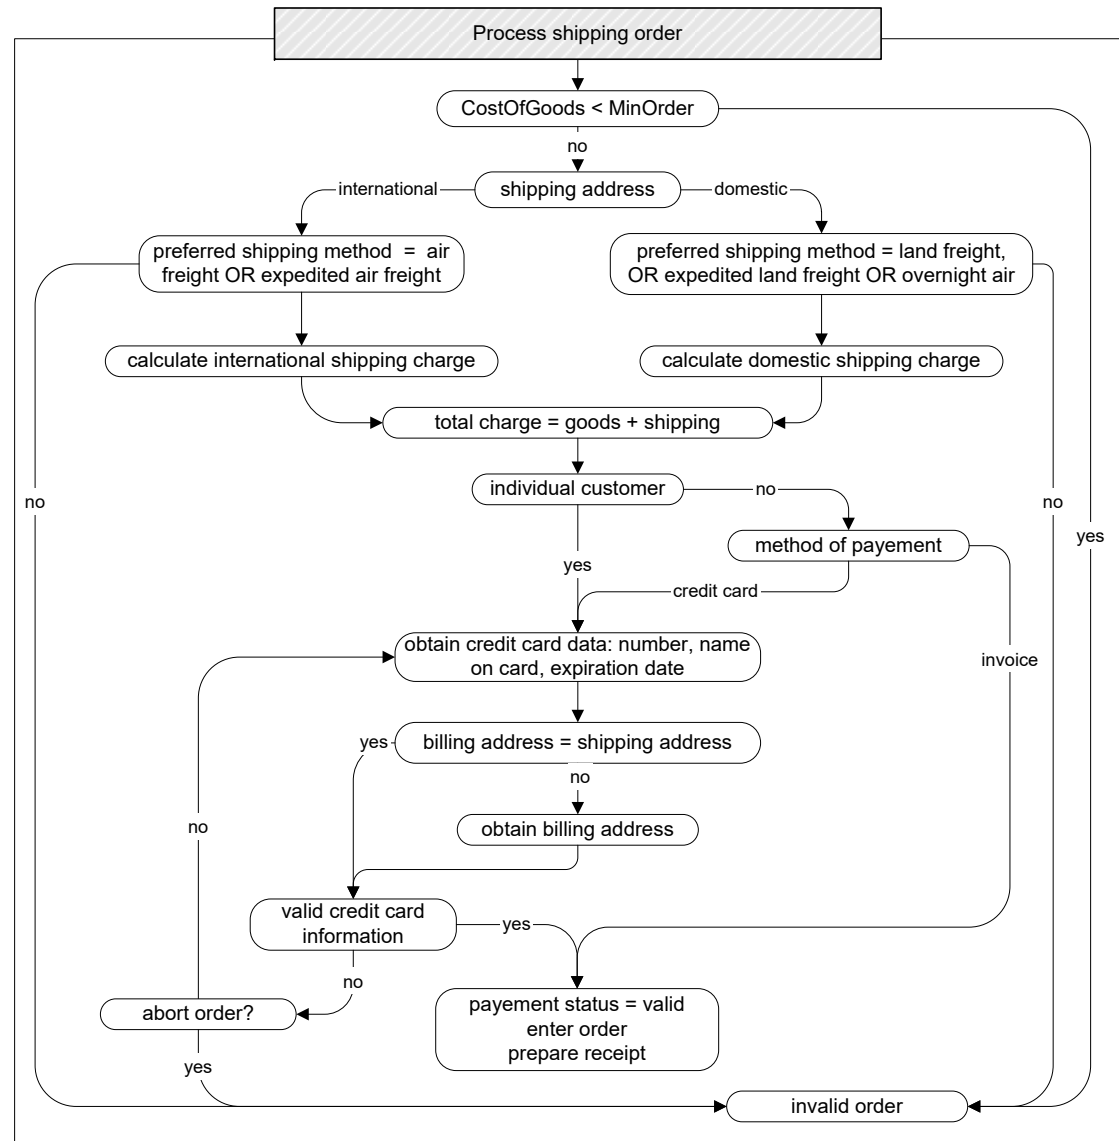 Process shipping order
CostOfGoods < MinOrder
no
international
shipping address
domestic
preferred shipping method = air
freight OR expedited air freight
preferred shipping method = land freight,
OR expedited land freight OR overnight air
calculate international shipping charge
calculate domestic shipping charge
total charge = goods + shipping
individual customer
no
no
no
yes
method of payement
yes
credit card
obtain credit card data: number, name
on card, expiration date
invoice
yes
billing address = shipping address
no
no
obtain billing address
valid credit card
information
yes
no
abort order?
payement status = valid
enter order
prepare receipt
yes
invalid order